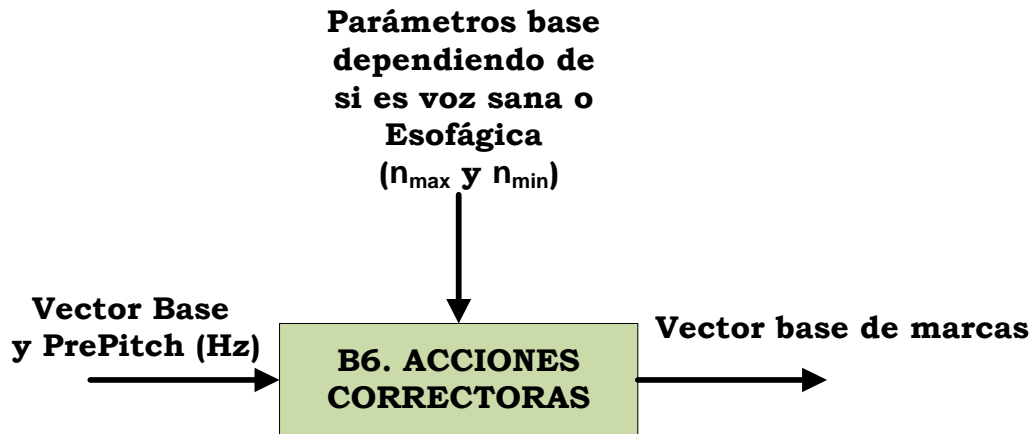 Parámetros base
dependiendo de
si es voz sana o
Esofágica
(nmax y nmin)
Vector Base
y PrePitch (Hz)
B6. ACCIONES
CORRECTORAS
Vector base de marcas